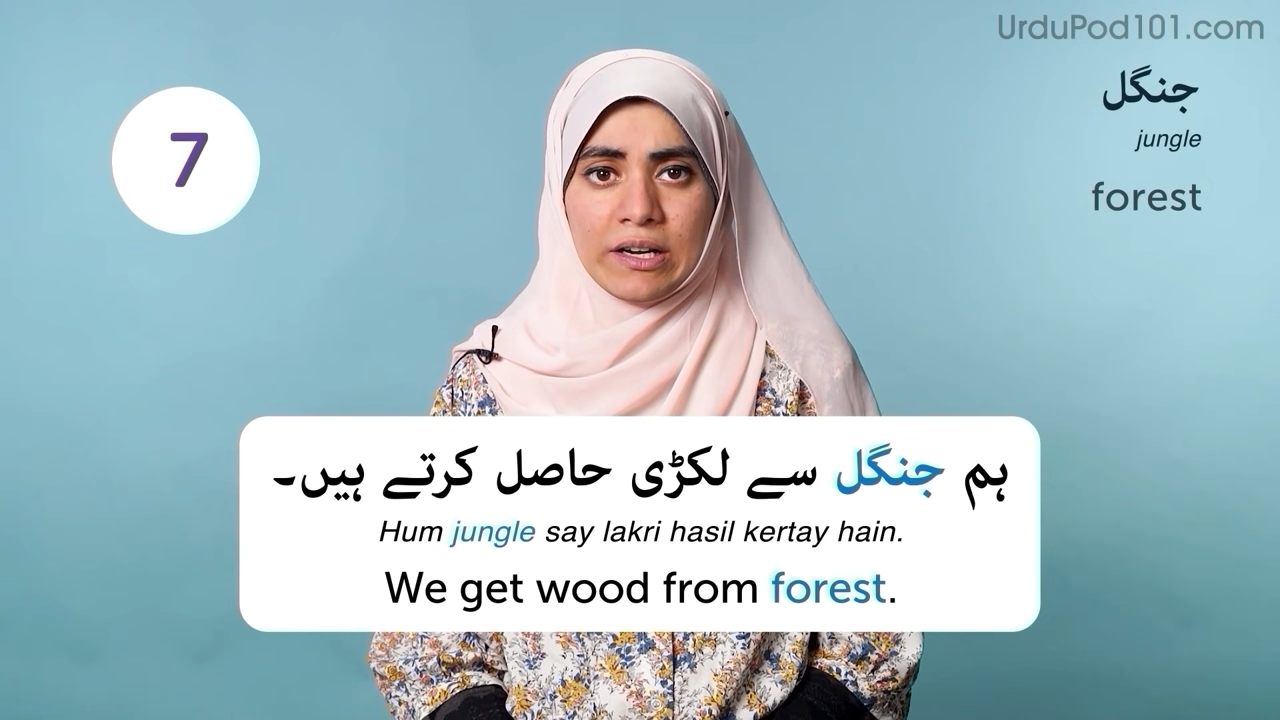 UrduPod101.com
7
جنگل
jungle
forest
ہم جنگل سے لکڑی حاصل کرتے ہیں۔
Hum jungle say lakri hasil kertay hain.
We get wood from forest.